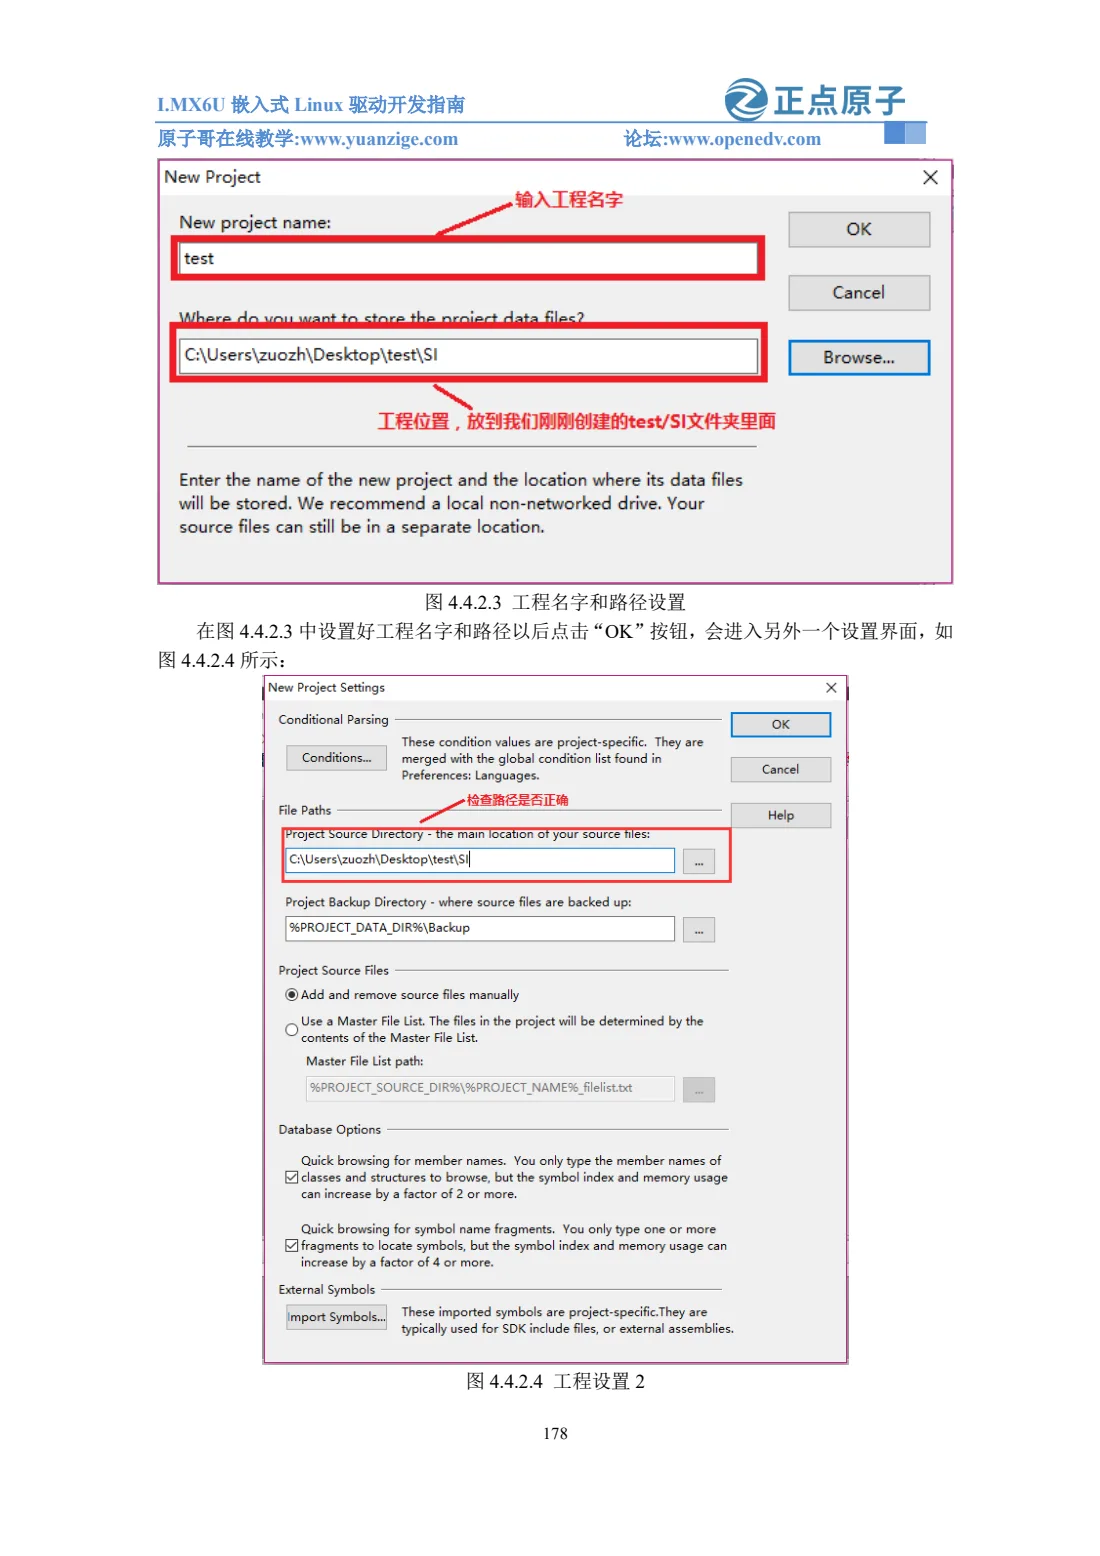 I.MX6U 嵌入式 Linux 驱动开发指南
正点原子
原子哥在线教学:www.yuanzige.com 论坛:www.openedv.com
New Project
输入工程名字
New project name:
OK
test
Cancel
Where do you want to store the project data files?
C:\Users\zuozh\Desktop\test\SI
Browse...
工程位置，放到我们刚刚创建的test/SI文件夹里面
Enter the name of the new project and the location where its data files
will be stored. We recommend a local non-networked drive. Your
source files can still be in a separate location.
图 4.4.2.3 工程名字和路径设置
在图 4.4.2.3 中设置好工程名字和路径以后点击“OK”按钮，会进入另外一个设置界面，如
图 4.4.2.4 所示：
New Project Settings
Conditional Parsing
OK
Conditions...
These condition values are project-specific. They are
merged with the global condition list found in
Preferences: Languages.
Cancel
检查路径是否正确
File Paths
Help
Project Source Directory - the main location of your source files:
C:\Users\zuozh\Desktop\test\SI
...
Project Backup Directory - where source files are backed up:
%PROJECT_DATA_DIR%\Backup
...
Project Source Files
Add and remove source files manually
Use a Master File List. The files in the project will be determined by the
contents of the Master File List.
Master File List path:
%PROJECT_SOURCE_DIR%\%PROJECT_NAME%_filelist.txt
...
Database Options
Quick browsing for member names. You only type the member names of
classes and structures to browse, but the symbol index and memory usage
can increase by a factor of 2 or more.
Quick browsing for symbol name fragments. You only type one or more
fragments to locate symbols, but the symbol index and memory usage can
increase by a factor of 4 or more.
External Symbols
Import Symbols...
These imported symbols are project-specific.They are
typically used for SDK include files, or external assemblies.
图 4.4.2.4 工程设置 2
178